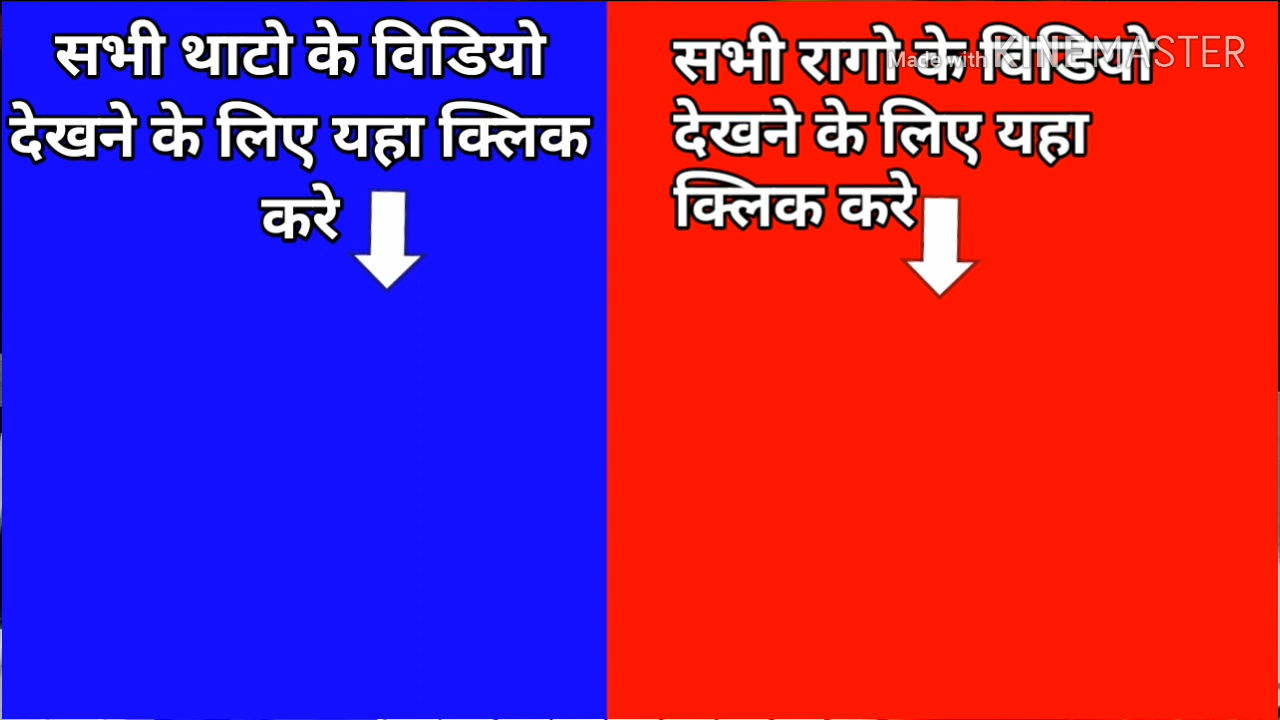 सभी थाटो के विडियो
देखने के लिए यहा क्लिक
करे
सभी रागो के विडियो
देखने के लिए यहा
क्लिक करे
Made with KINEMASTER